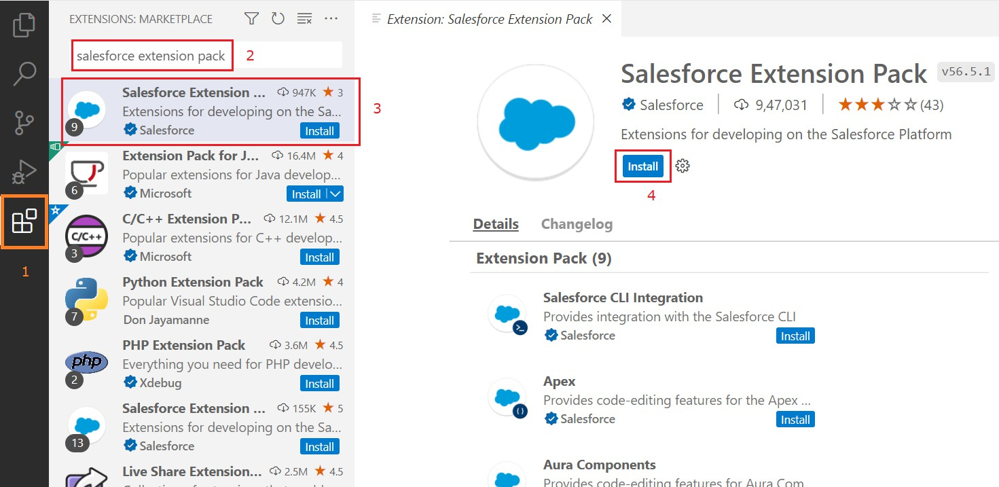 EXTENSIONS: MARKETPLACE
salesforce extension pack
2
Salesforce Extension ... 947K 3
Extensions for developing on the Sa...
9
Salesforce
Install
3
Extension Pack for J... 16.4M 4
Popular extensions for Java develop...
6
Microsoft
Install
C/C++ Extension P... 12.1M 4.5
C/C++
Popular extensions for C++ develop...
3
Microsoft
Install
1
Python Extension Pack 4.2M 4
Popular Visual Studio Code extensio...
7
Don Jayamanne
Install
PHP Extension Pack 3.6M 4.5
php
Everything you need for PHP develo...
2
Xdebug
Install
Salesforce Extension ... 155K 5
Extensions for developing on the Sa...
13
Salesforce
Install
Live Share Extension... 2.5M 4.5
Extension: Salesforce Extension Pack
Salesforce Extension Pack v56.5.1
Salesforce 9,47,031 (43)
Extensions for developing on the Salesforce Platform
Install
4
Details Changelog
Extension Pack (9)
Salesforce CLI Integration
Provides integration with the Salesforce CLI
Salesforce
Install
Apex
Provides code-editing features for the Apex ...
Salesforce
Install
Aura Components
Provides code-editing features for Aura Com